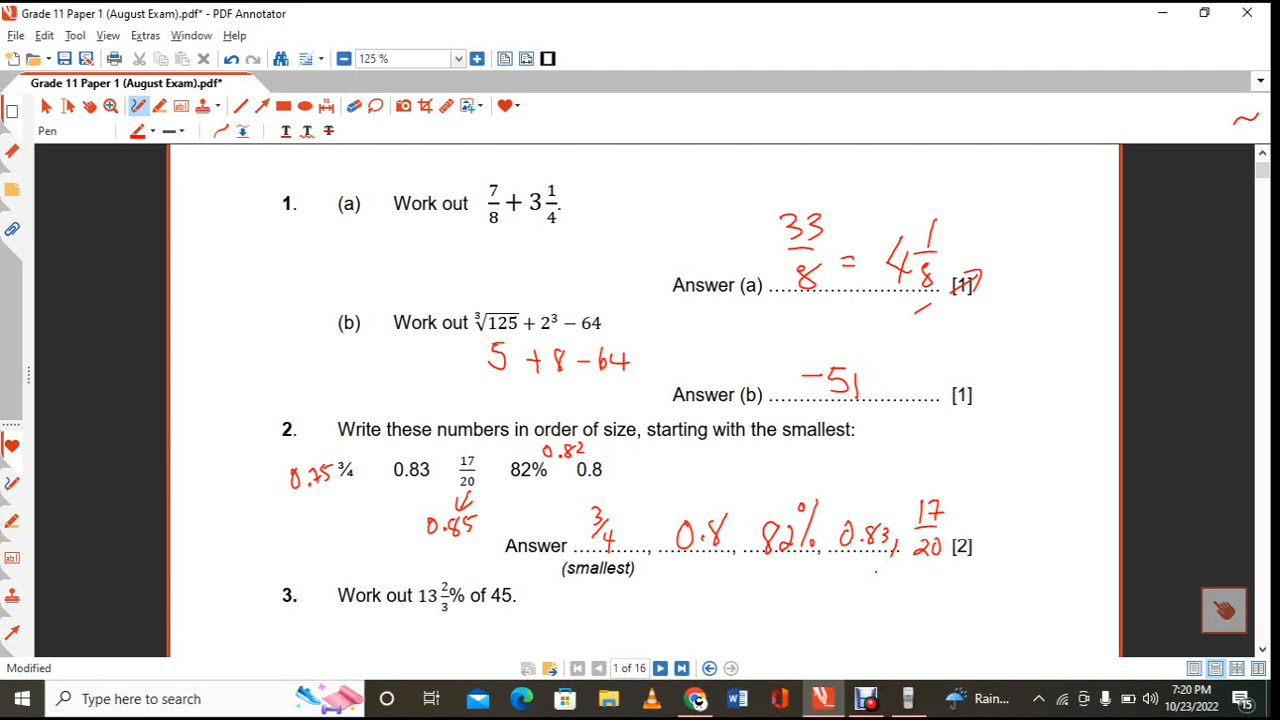 Grade 11 Paper 1 (August Exam).pdf* - PDF Annotator
File Edit Tool View Extras Window Help
125 %
Grade 11 Paper 1 (August Exam).pdf*
Pen
1. (a) Work out 7/8 + 3 1/4.
33/8 = 4 1/8
Answer (a) ............................ [1]
(b) Work out ³√125 + 2³ − 64
5 + 8 − 64
−51
Answer (b) ............................ [1]
2. Write these numbers in order of size, starting with the smallest:
0.82
0.75 ¾ 0.83 17/20 82% 0.8
0.85
Answer 3/4, 0.8, 82%, 0.83, 17/20 [2]
(smallest)
3. Work out 13 2/3% of 45.
Modified
1 of 16
Type here to search
Rain...
7:20 PM
10/23/2022
15